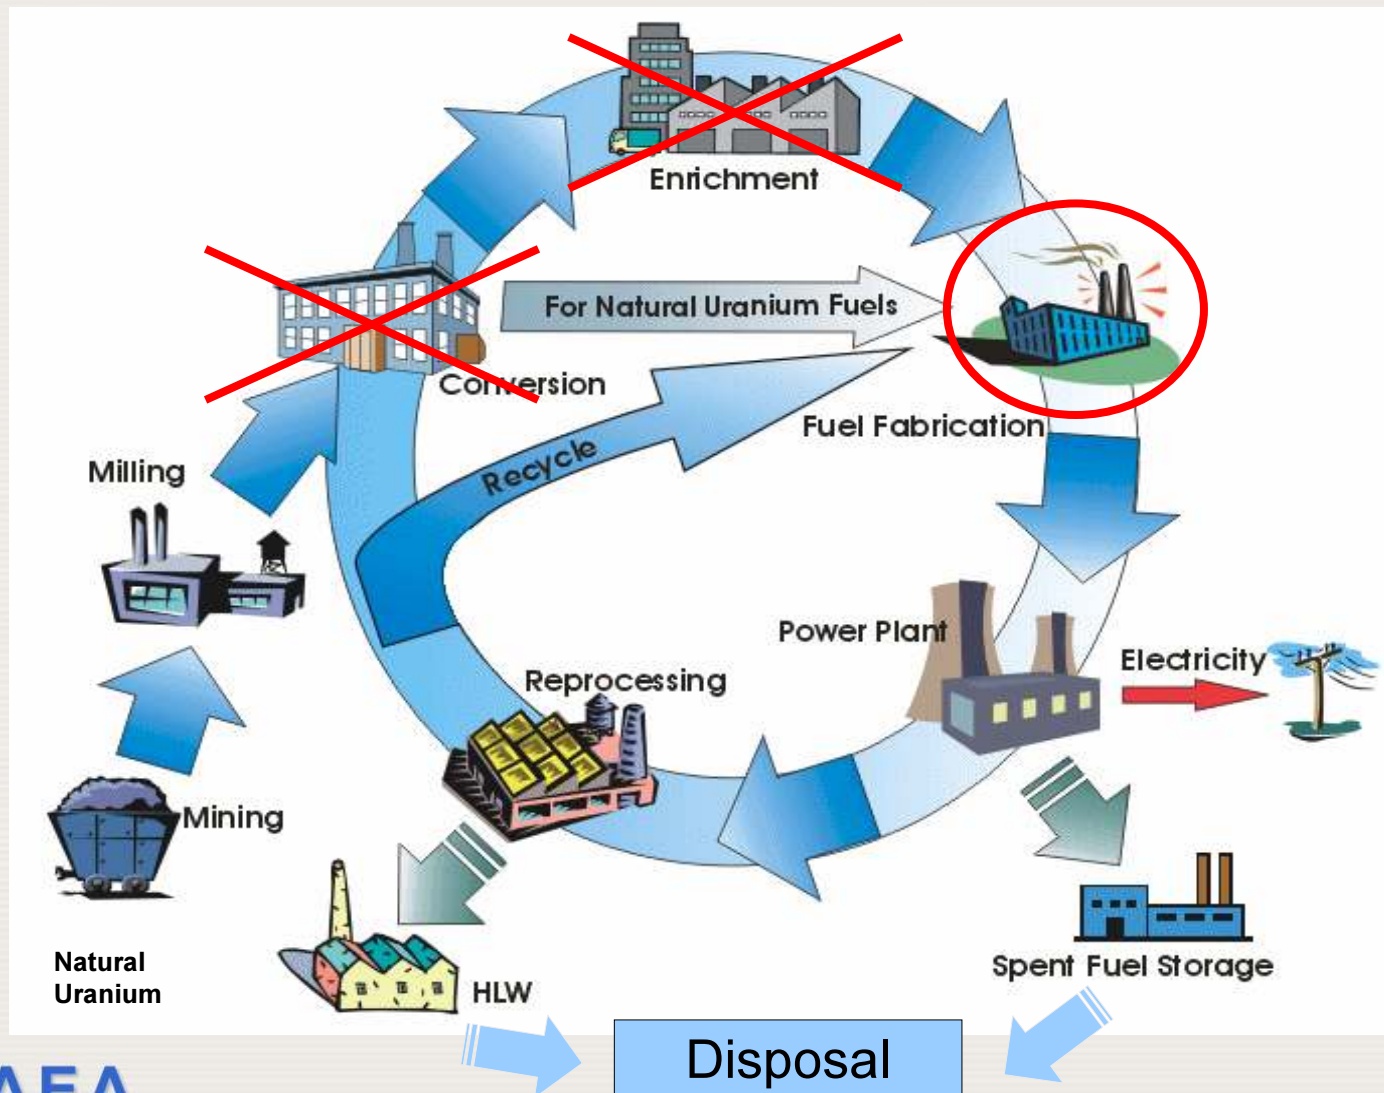 Enrichment
For Natural Uranium Fuels
Conversion
Fuel Fabrication
Recycle
Milling
Power Plant
Electricity
Reprocessing
Mining
Natural
Uranium
HLW
Spent Fuel Storage
Disposal